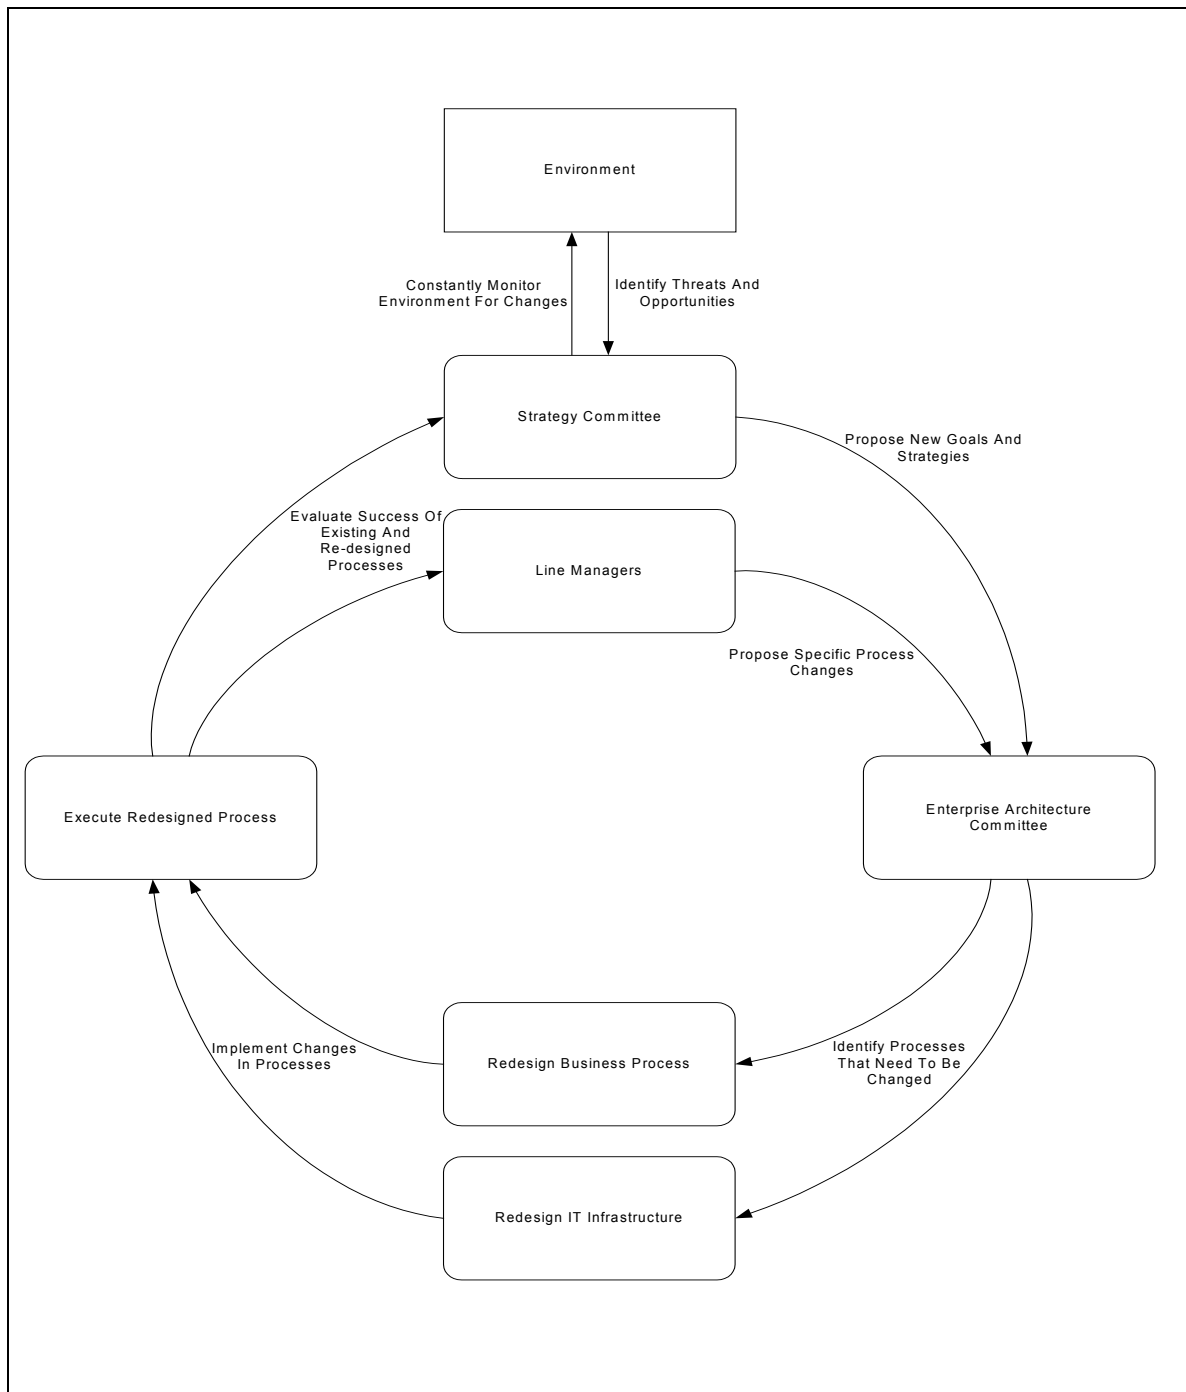 Environment
Constantly Monitor
Environment For Changes
Identify Threats And
Opportunities
Strategy Committee
Propose New Goals And
Strategies
Evaluate Success Of
Existing And
Re-designed
Processes
Line Managers
Propose Specific Process
Changes
Execute Redesigned Process
Enterprise Architecture
Committee
Implement Changes
In Processes
Redesign Business Process
Identify Processes
That Need To Be
Changed
Redesign IT Infrastructure